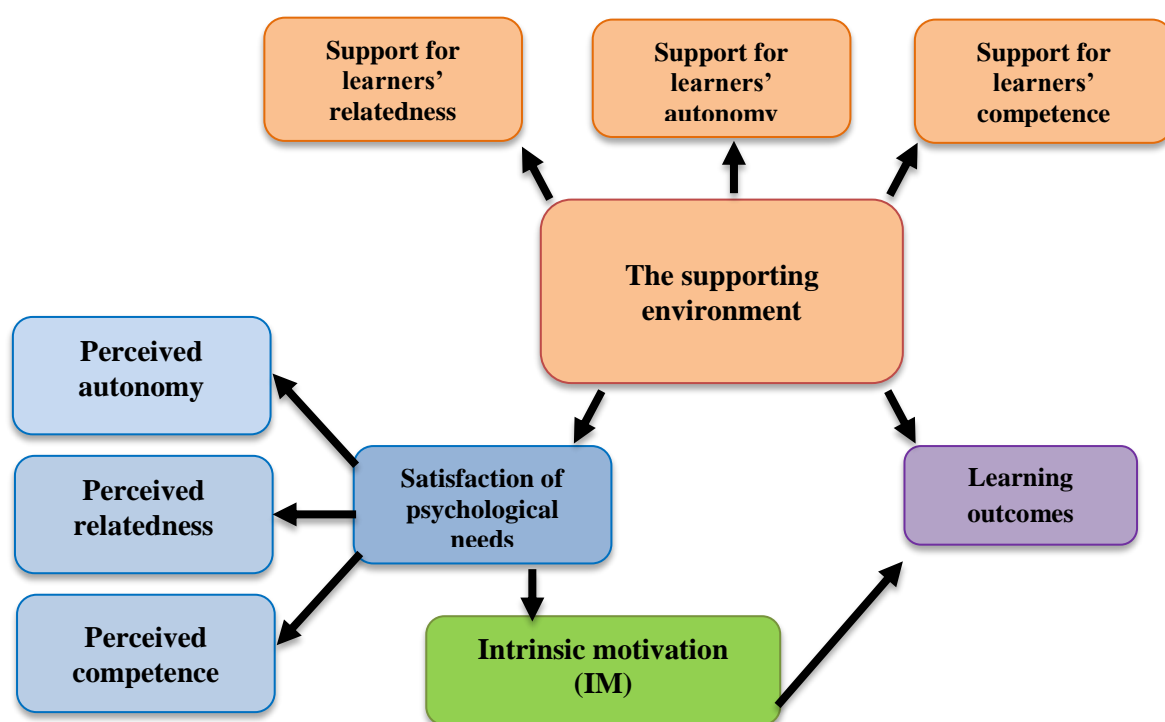 Support for
learners’
relatedness
Support for
learners’
autonomy
Support for
learners’
competence
The supporting
environment
Perceived
autonomy
Perceived
relatedness
Perceived
competence
Satisfaction of
psychological
needs
Learning
outcomes
Intrinsic motivation
(IM)